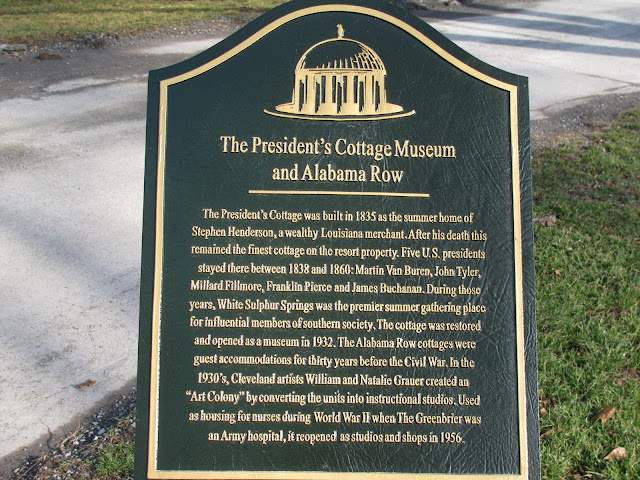 The President's Cottage Museum
and Alabama Row
The President's Cottage was built in 1835 as the summer home of
Stephen Henderson, a wealthy Louisiana merchant. After his death this
remained the finest cottage on the resort property. Five U.S. presidents
stayed there between 1838 and 1860: Martin Van Buren, John Tyler,
Millard Fillmore, Franklin Pierce and James Buchanan. During those
years, White Sulphur Springs was the premier summer gathering place
for influential members of southern society. The cottage was restored
and opened as a museum in 1932. The Alabama Row cottages were
guest accommodations for thirty years before the Civil War. In the
1930's, Cleveland artists William and Natalie Grauer created an
"Art Colony" by converting the units into instructional studios. Used
as housing for nurses during World War II when The Greenbrier was
an Army hospital, it reopened as studios and shops in 1956.